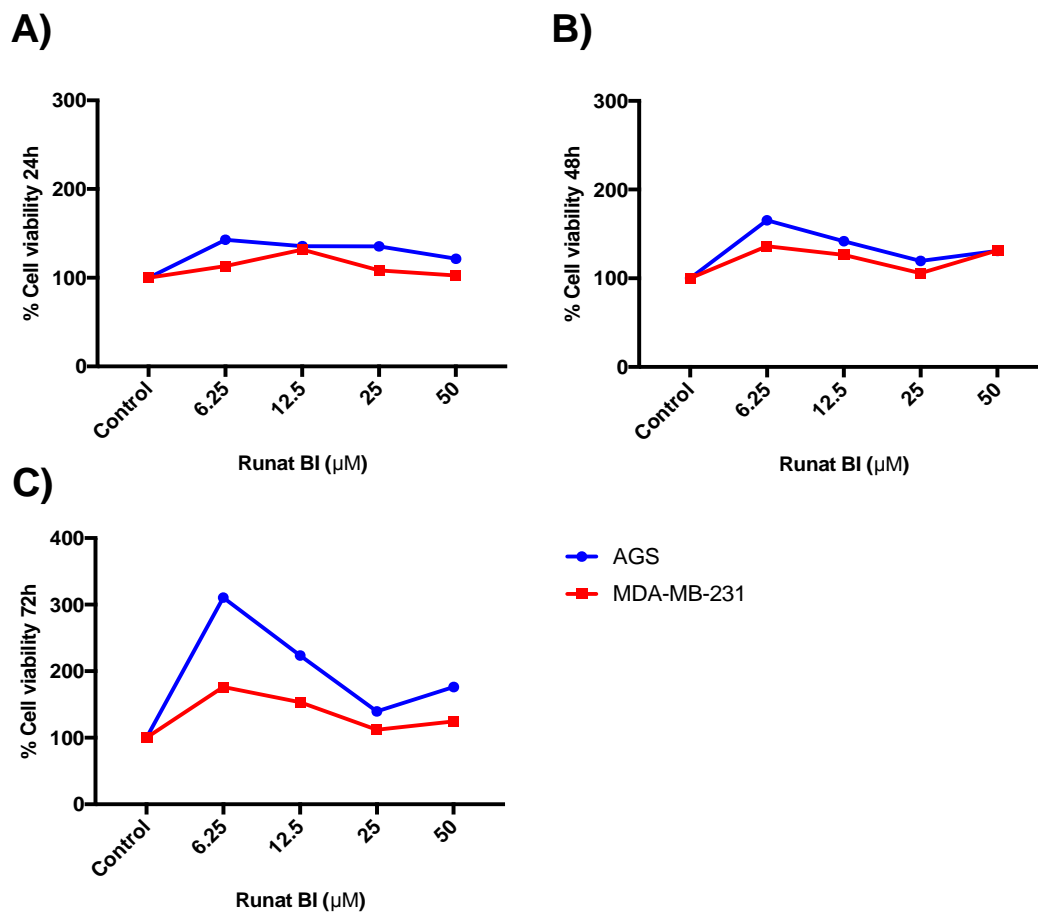 A)
% Cell viability 24h
300
200
100
0
Control
6.25
12.5
25
50
Runat BI (µM)
B)
% Cell viability 48h
300
200
100
0
Control
6.25
12.5
25
50
Runat BI (µM)
C)
% Cell viability 72h
400
300
200
100
0
Control
6.25
12.5
25
50
Runat BI (µM)
AGS
MDA-MB-231